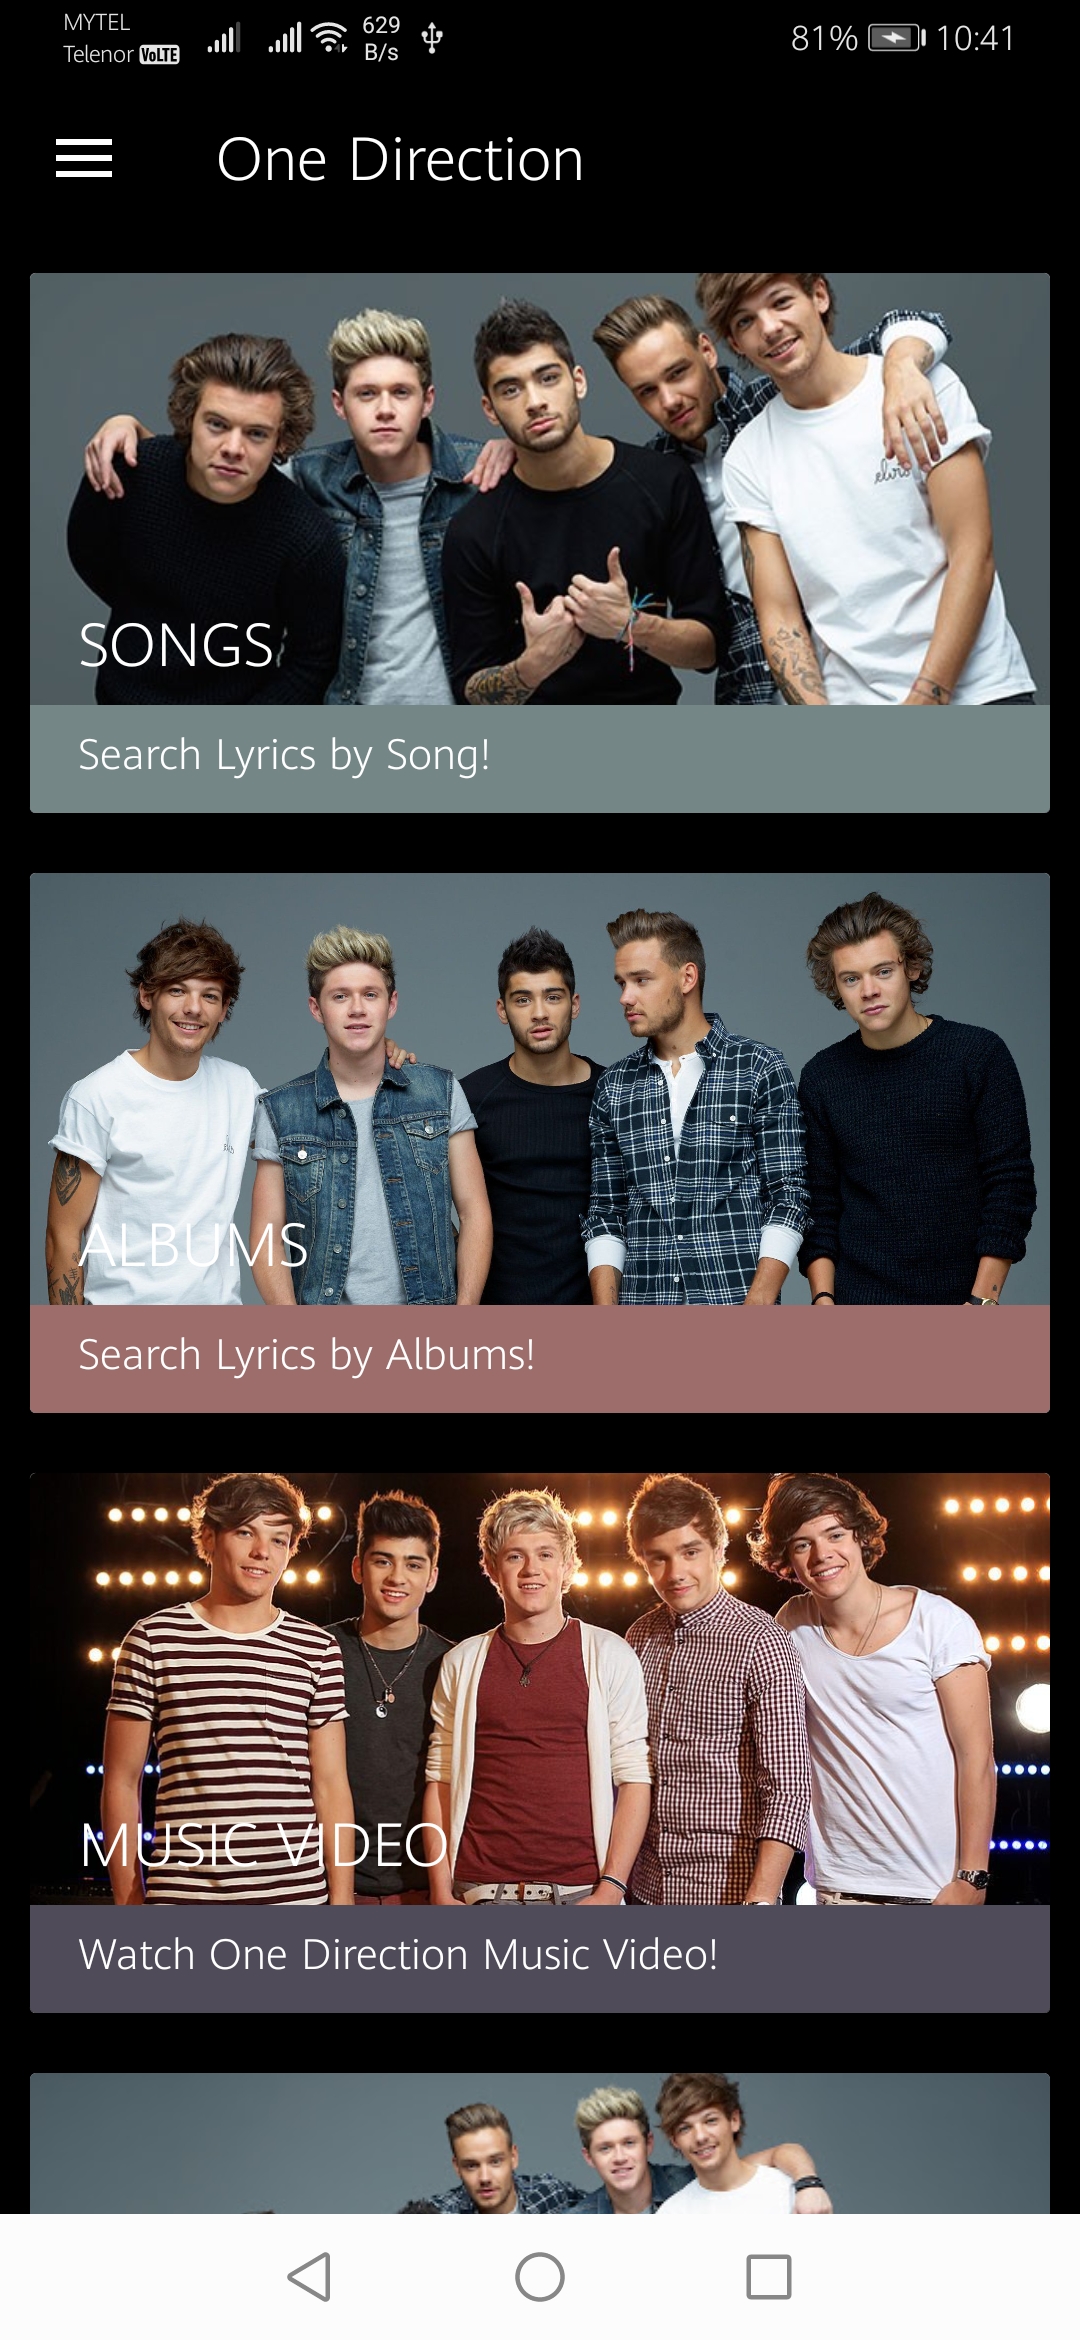 MYTEL
Telenor VoLTE
629
B/s
81%
10:41
One Direction
elvis
SONGS
Search Lyrics by Song!
ALBUMS
Search Lyrics by Albums!
MUSIC VIDEO
Watch One Direction Music Video!